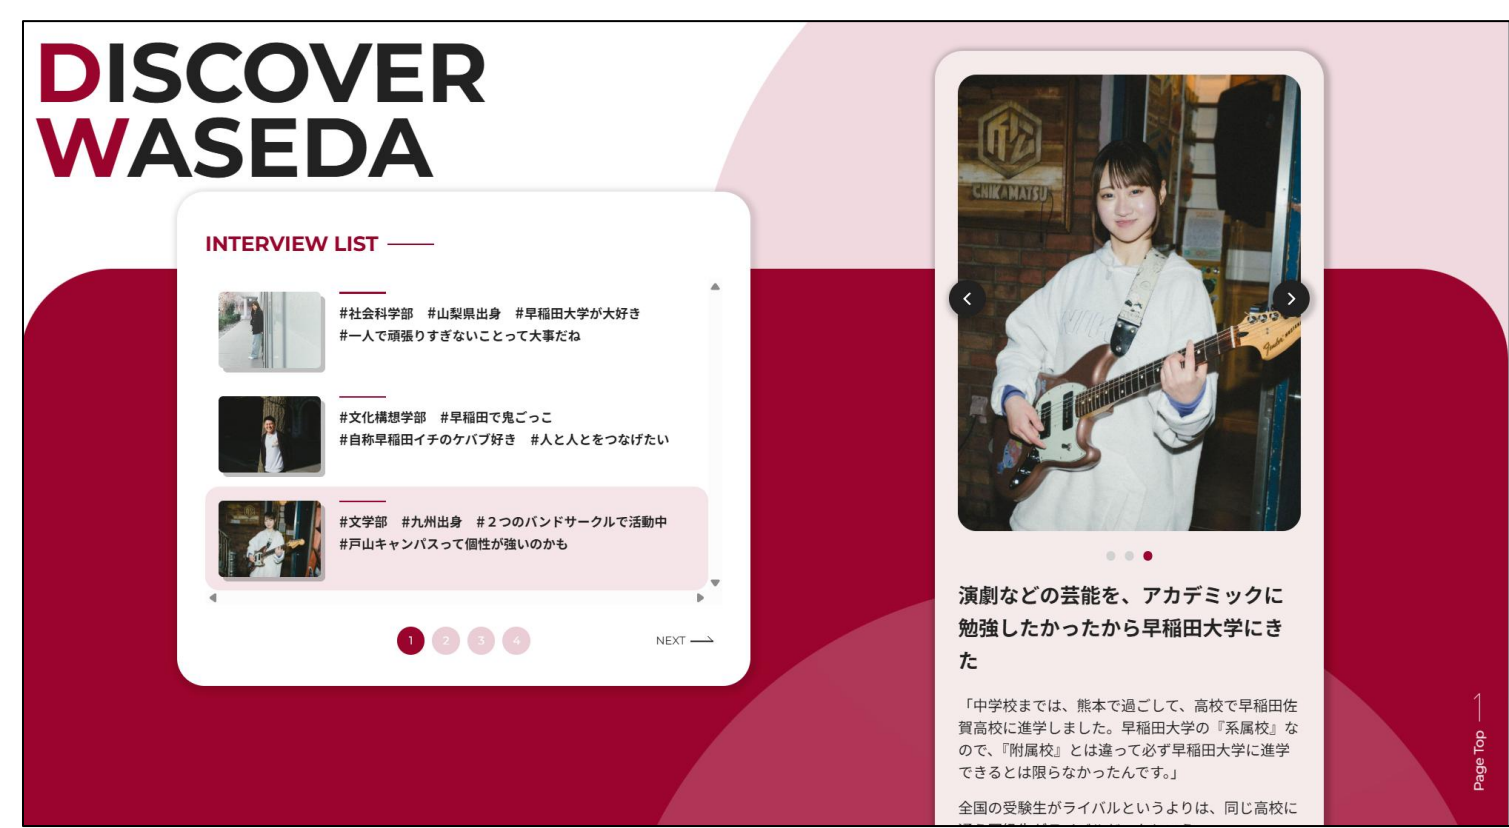 DISCOVER
WASEDA
INTERVIEW LIST
#社会科学部 #山梨県出身 #早稲田大学が大好き
#一人で頑張りすぎないことって大事だね
#文化構想学部 #早稲田で鬼ごっこ
#自称早稲田イチのケバブ好き #人と人とをつなげたい
#文学部 #九州出身 #２つのバンドサークルで活動中
#戸山キャンパスって個性が強いのかも
1 2 3 4
NEXT
CHIKAMATSU
Fender
演劇などの芸能を、アカデミックに
勉強したかったから早稲田大学にき
た
「中学校までは、熊本で過ごして、高校で早稲田佐
賀高校に進学しました。早稲田大学の『系属校』な
ので、『附属校』とは違って必ず早稲田大学に進学
できるとは限らなかったんです。」
全国の受験生がライバルというよりは、同じ高校に
Page Top